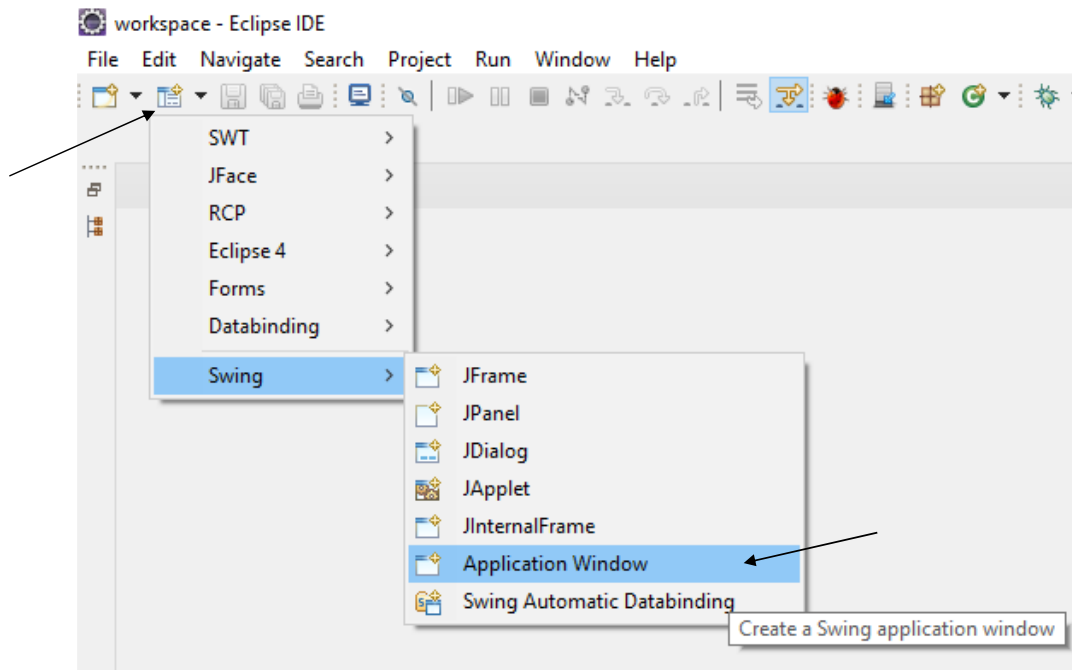 workspace - Eclipse IDE
File Edit Navigate Search Project Run Window Help
SWT
JFace
RCP
Eclipse 4
Forms
Databinding
Swing
JFrame
JPanel
JDialog
JApplet
JInternalFrame
Application Window
Swing Automatic Databinding
Create a Swing application window